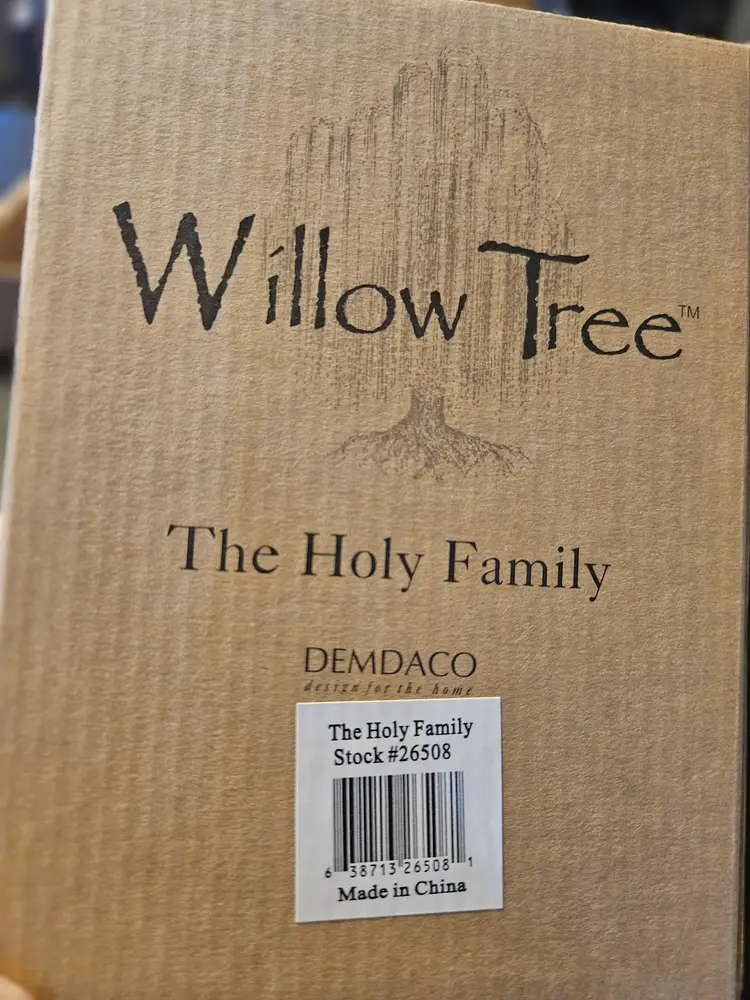 Willow Tree™
The Holy Family
DEMDACO
design for the home
The Holy Family
Stock #26508
6 38713 26508 1
Made in China